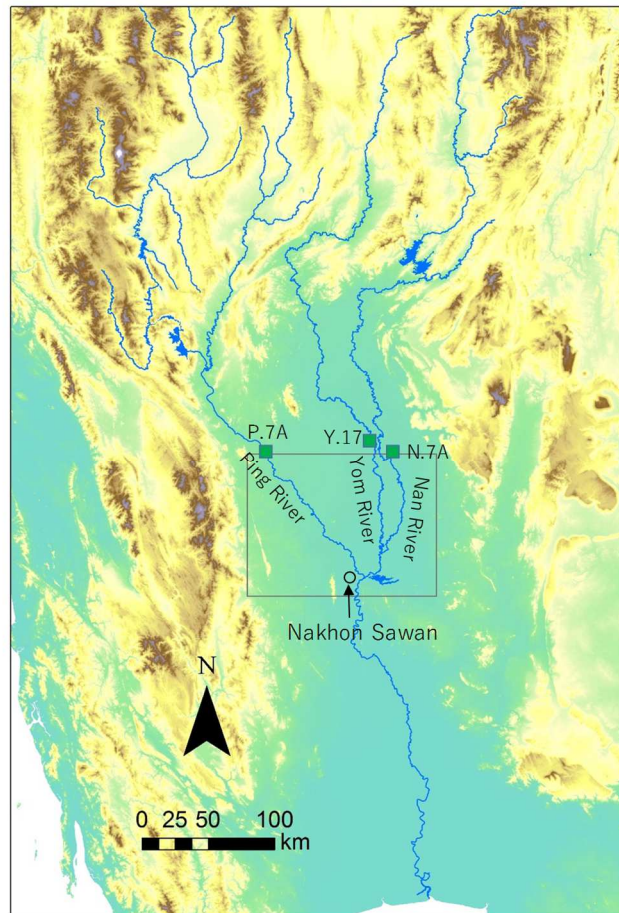 P.7A
Y.17
N.7A
Ping River
Yom River
Nan River
Nakhon Sawan
N
0 25 50 100
km